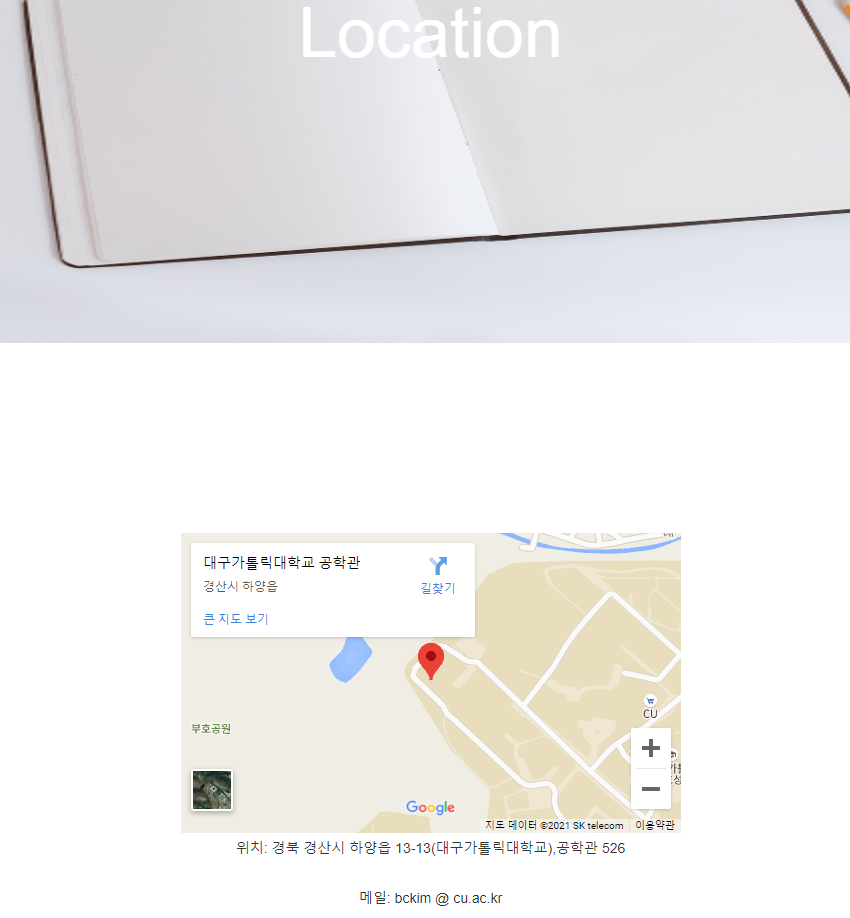 Location
대구가톨릭대학교 공학관
경산시 하양읍
길찾기
큰 지도 보기
CU
부호공원
Google
지도 데이터 ©2021 SK telecom
이용약관
위치: 경북 경산시 하양읍 13-13(대구가톨릭대학교),공학관 526
메일: bckim @ cu.ac.kr